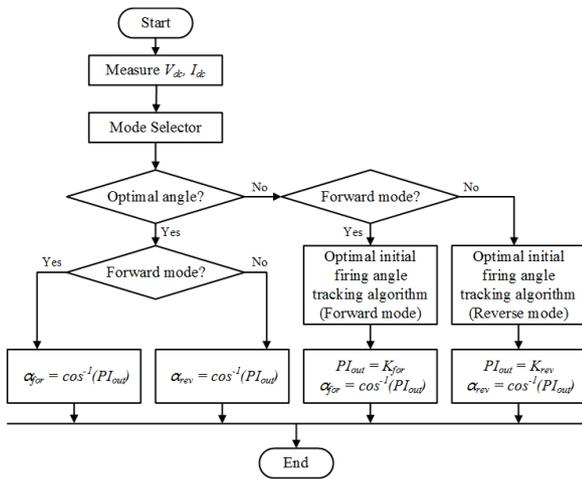 Start
Measure V_dc, I_dc
Mode Selector
Optimal angle?
No
Forward mode?
No
Yes
Yes
Yes
Forward mode?
No
Optimal initial
firing angle
tracking algorithm
(Forward mode)
Optimal initial
firing angle
tracking algorithm
(Reverse mode)
α_for = cos⁻¹(PI_out)
α_rev = cos⁻¹(PI_out)
PI_out = K_for
α_for = cos⁻¹(PI_out)
PI_out = K_rev
α_rev = cos⁻¹(PI_out)
End